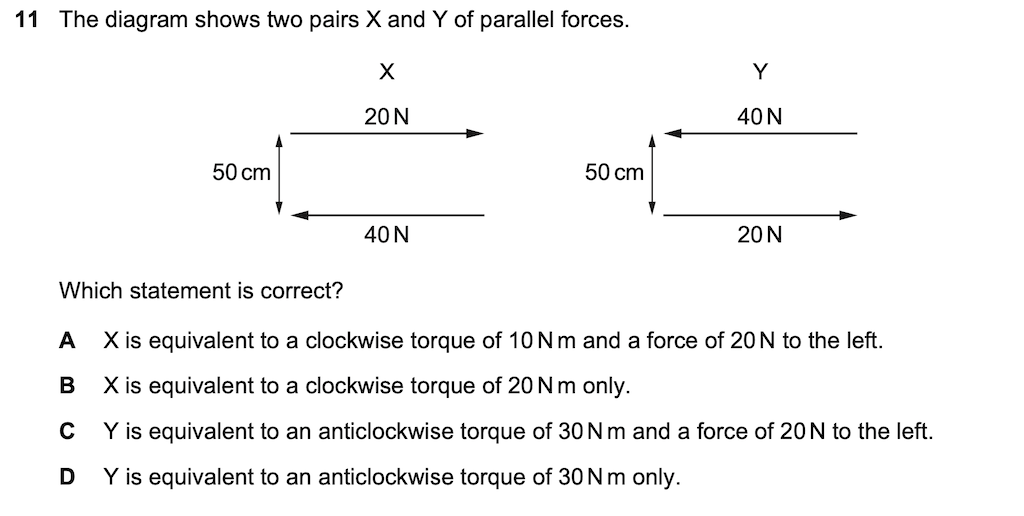 11 The diagram shows two pairs X and Y of parallel forces.
X Y
20 N 40 N
50 cm 50 cm
40 N 20 N
Which statement is correct?
A X is equivalent to a clockwise torque of 10 N m and a force of 20 N to the left.
B X is equivalent to a clockwise torque of 20 N m only.
C Y is equivalent to an anticlockwise torque of 30 N m and a force of 20 N to the left.
D Y is equivalent to an anticlockwise torque of 30 N m only.